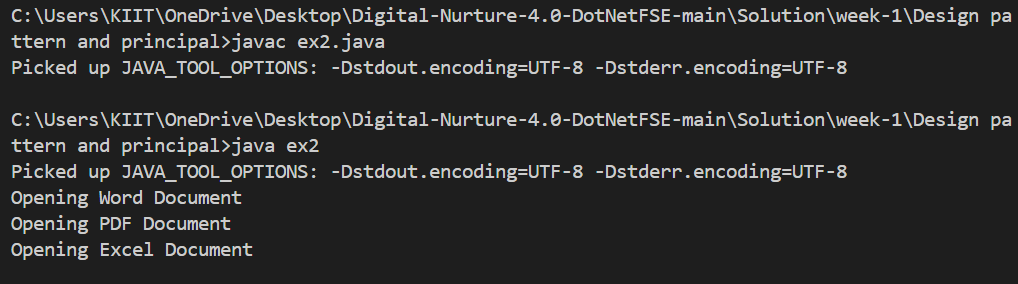 C:\Users\KIIT\OneDrive\Desktop\Digital-Nurture-4.0-DotNetFSE-main\Solution\week-1\Design pa
ttern and principal>javac ex2.java
Picked up JAVA_TOOL_OPTIONS: -Dstdout.encoding=UTF-8 -Dstderr.encoding=UTF-8
C:\Users\KIIT\OneDrive\Desktop\Digital-Nurture-4.0-DotNetFSE-main\Solution\week-1\Design pa
ttern and principal>java ex2
Picked up JAVA_TOOL_OPTIONS: -Dstdout.encoding=UTF-8 -Dstderr.encoding=UTF-8
Opening Word Document
Opening PDF Document
Opening Excel Document